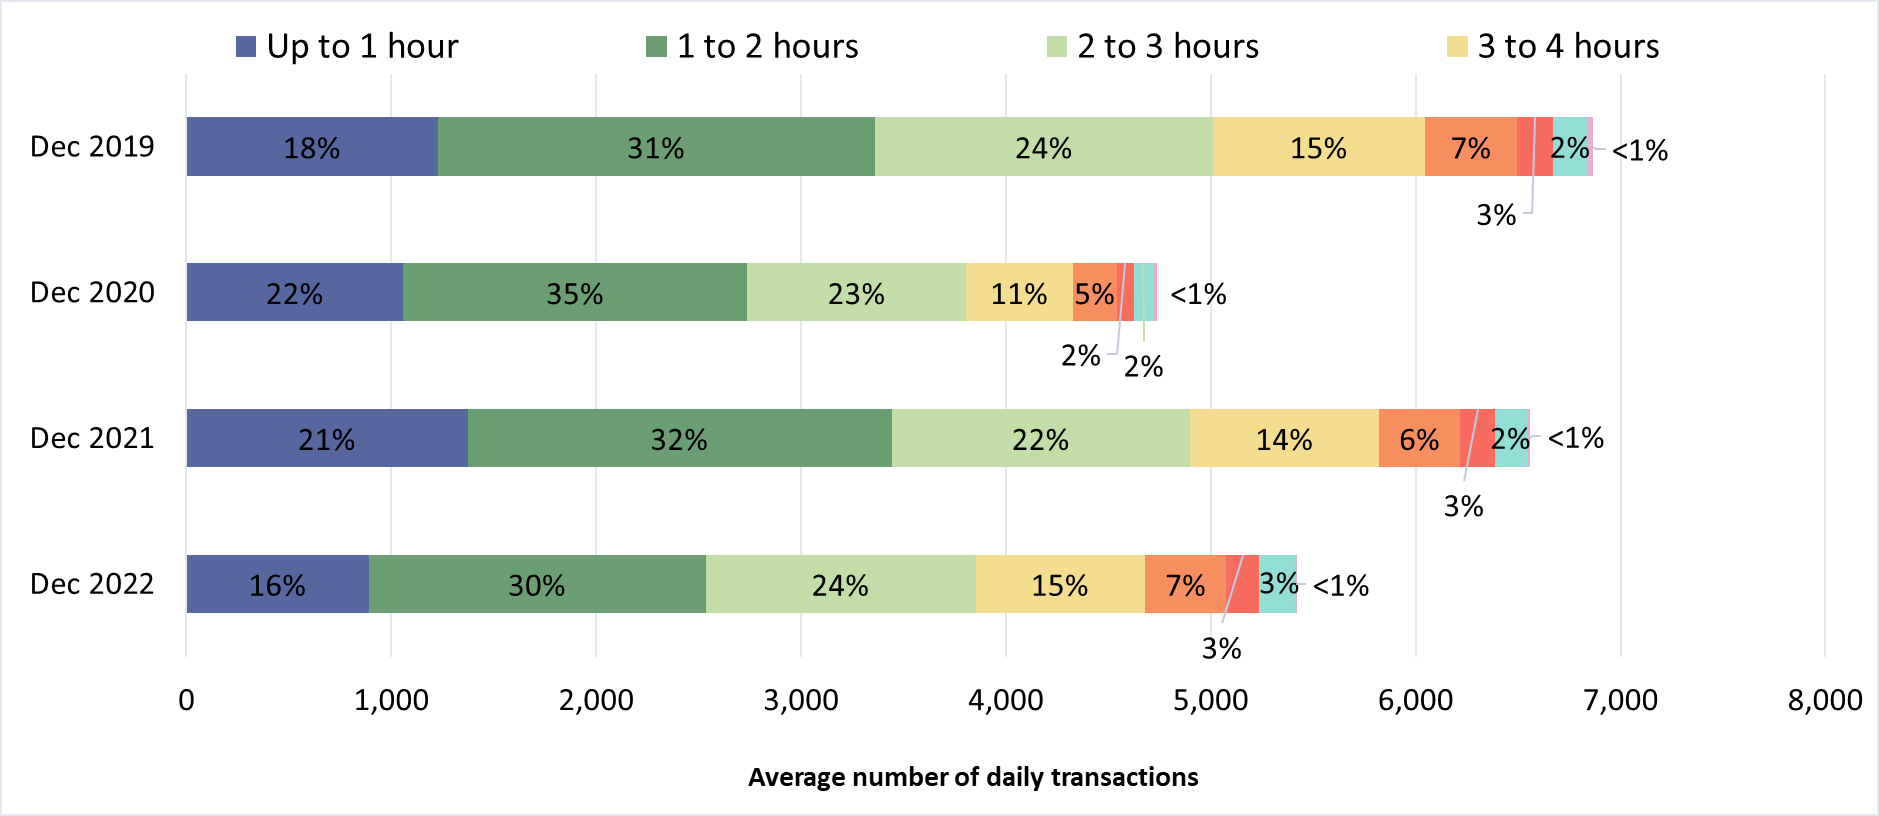 Up to 1 hour 1 to 2 hours 2 to 3 hours 3 to 4 hours
Dec 2019 18% 31% 24% 15% 7% 2% <1%
3%
Dec 2020 22% 35% 23% 11% 5% <1%
2% 2%
Dec 2021 21% 32% 22% 14% 6% 2% <1%
3%
Dec 2022 16% 30% 24% 15% 7% 3% <1%
3%
0 1,000 2,000 3,000 4,000 5,000 6,000 7,000 8,000
Average number of daily transactions